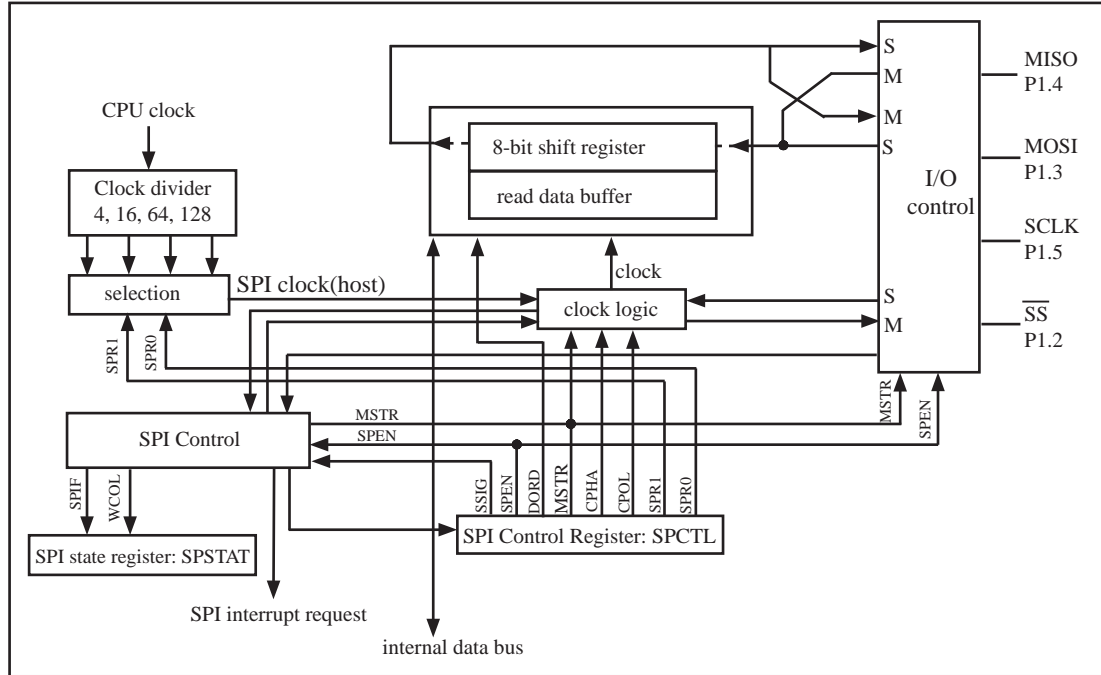 CPU clock
Clock divider
4, 16, 64, 128
selection
SPI clock(host)
SPR1
SPR0
8-bit shift register
read data buffer
clock
clock logic
S
M
M
S
S
M
I/O
control
MISO
P1.4
MOSI
P1.3
SCLK
P1.5
SS
P1.2
MSTR
SPEN
SPI Control
MSTR
SPEN
SPIF
WCOL
SSIG
SPEN
DORD
MSTR
CPHA
CPOL
SPR1
SPR0
SPI state register: SPSTAT
SPI Control Register: SPCTL
SPI interrupt request
internal data bus